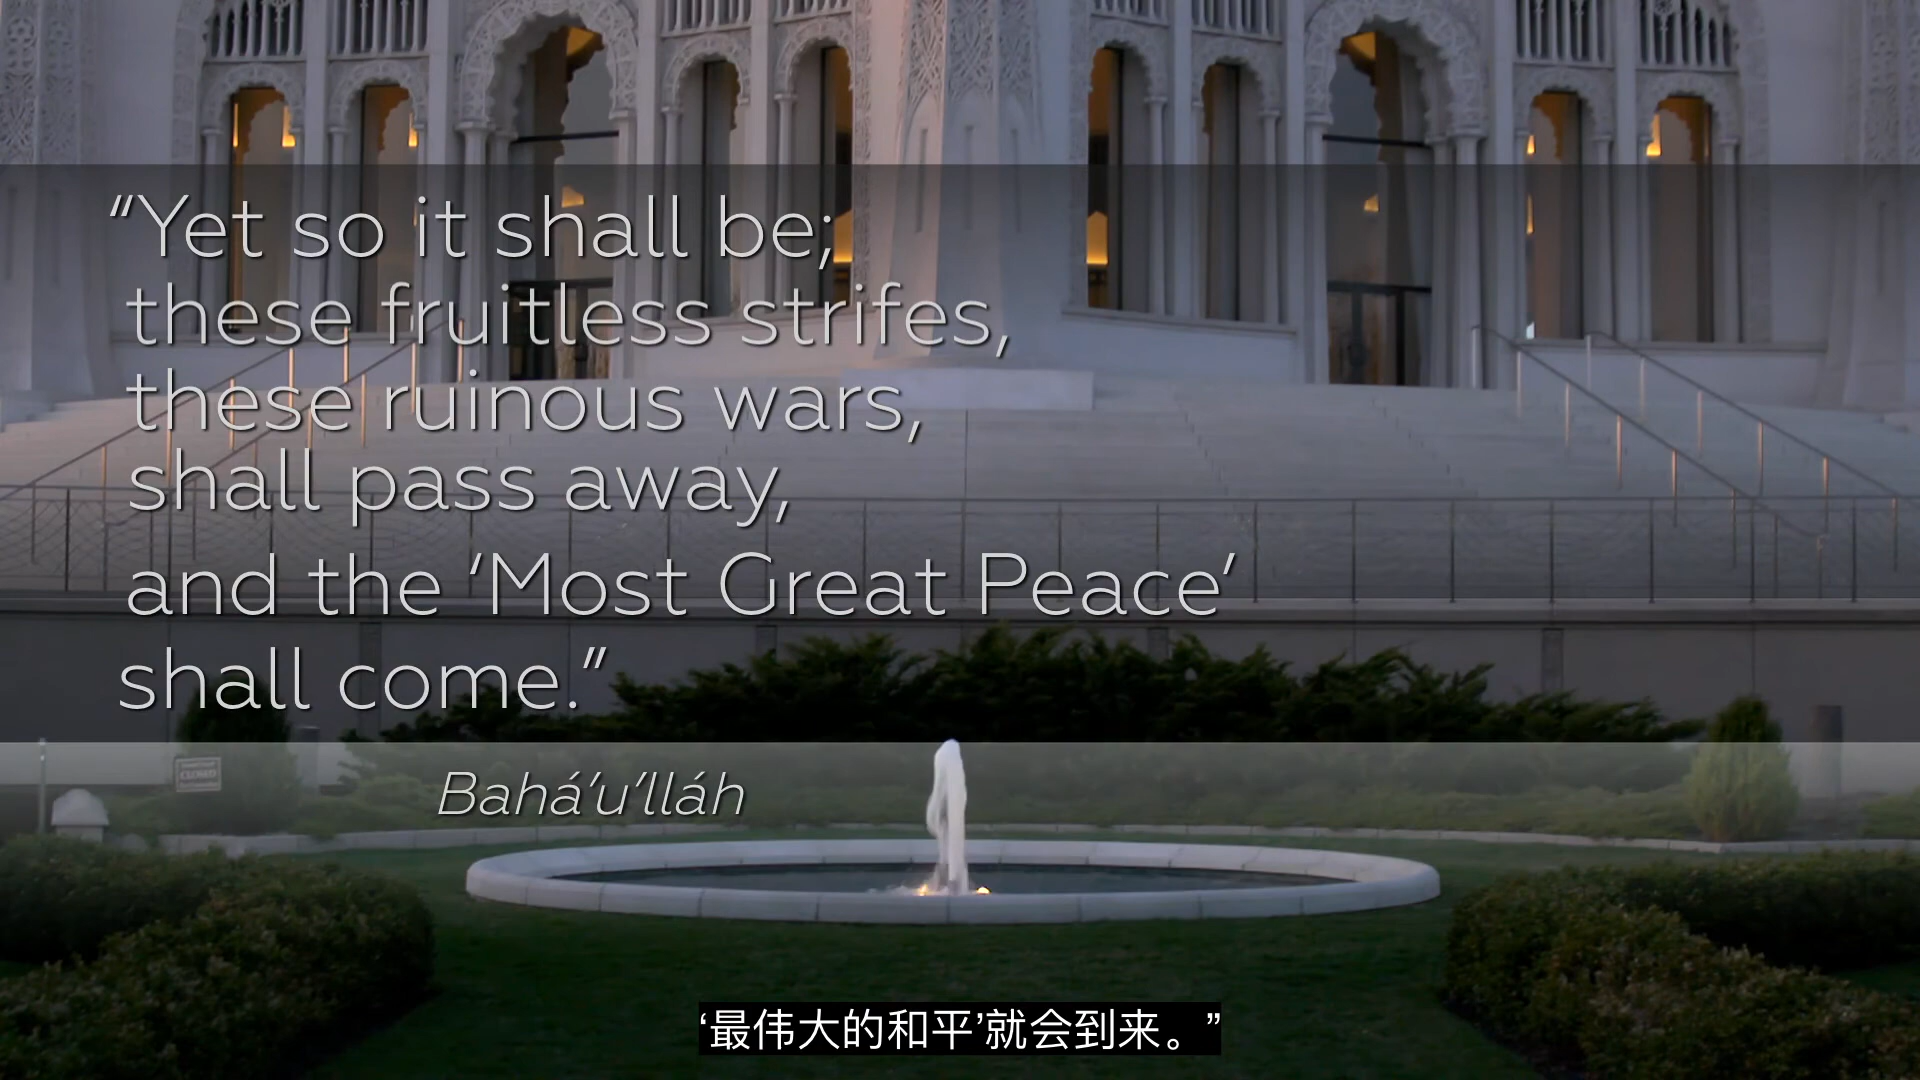 “Yet so it shall be;
these fruitless strifes,
these ruinous wars,
shall pass away,
and the ‘Most Great Peace’
shall come.”
Bahá’u’lláh
CLOSED
‘最伟大的和平’就会到来。”